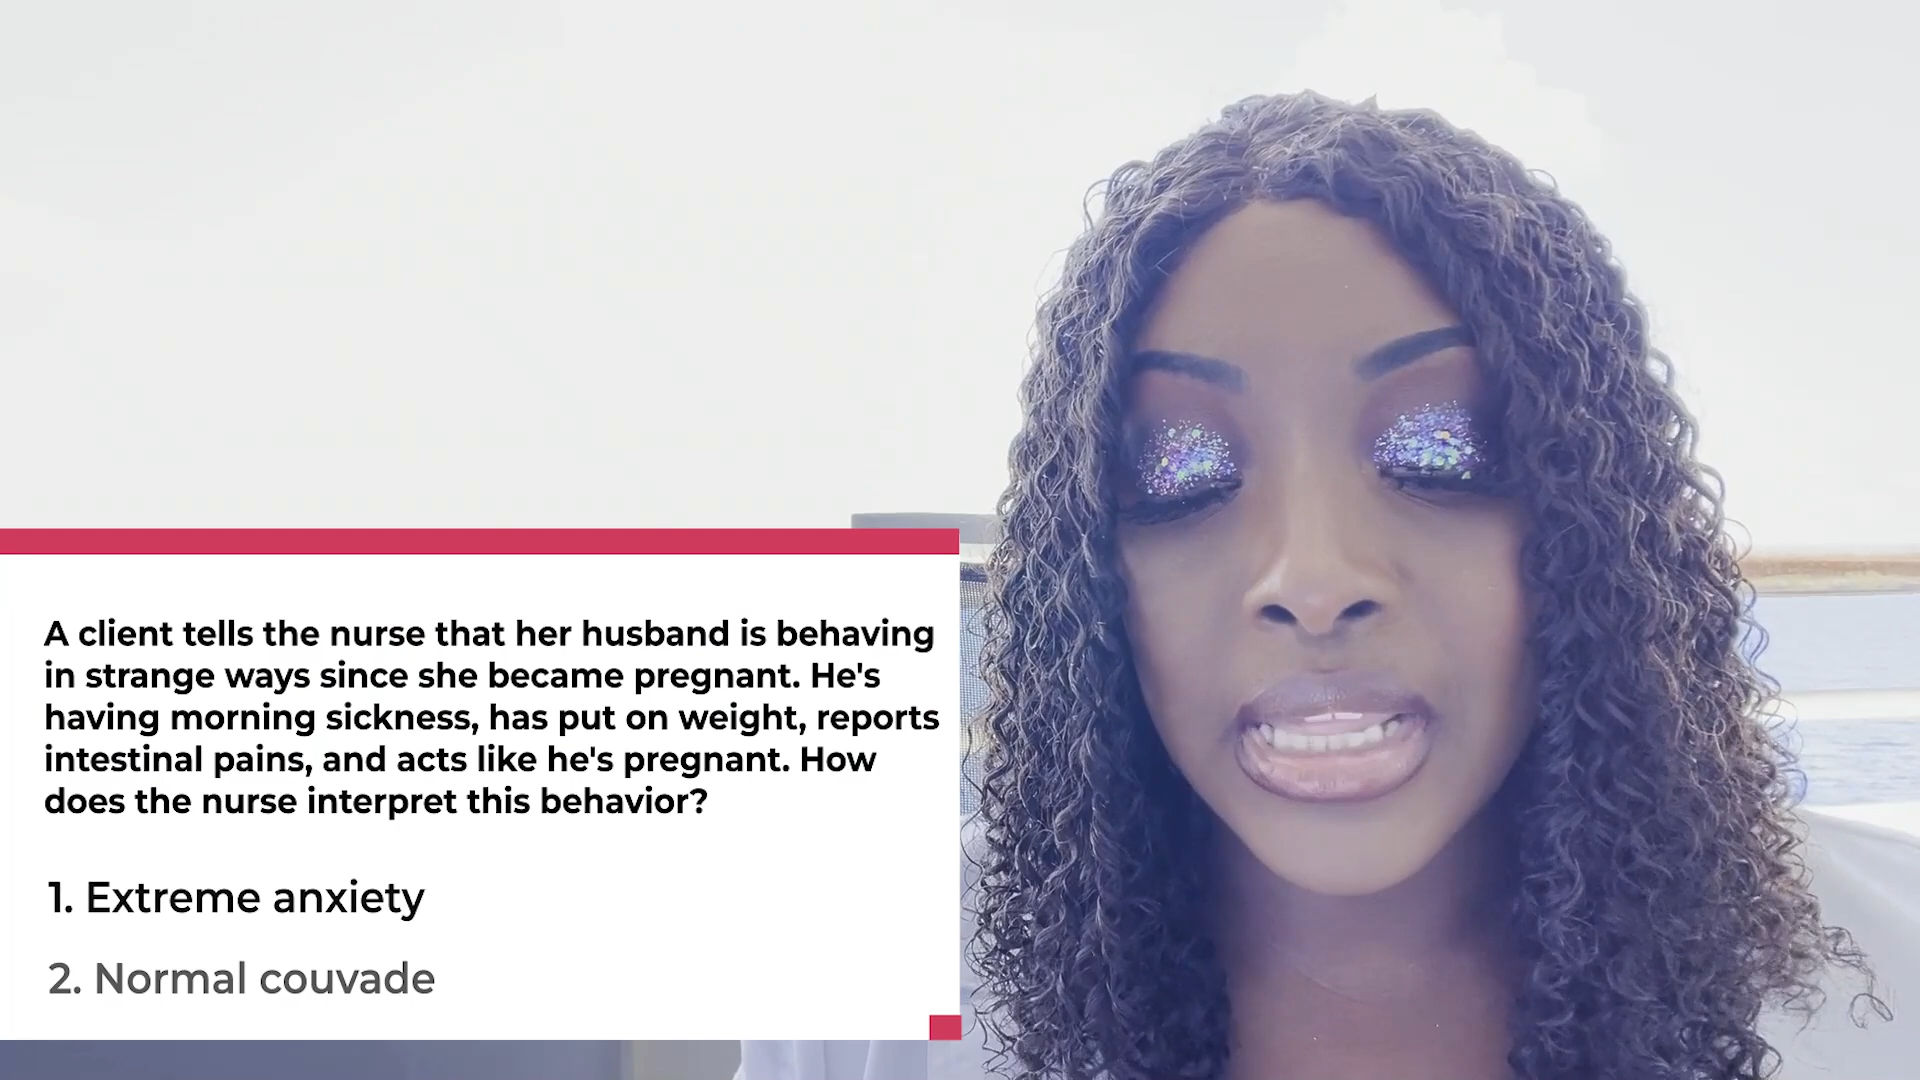 A client tells the nurse that her husband is behaving
in strange ways since she became pregnant. He's
having morning sickness, has put on weight, reports
intestinal pains, and acts like he's pregnant. How
does the nurse interpret this behavior?
1. Extreme anxiety
2. Normal couvade